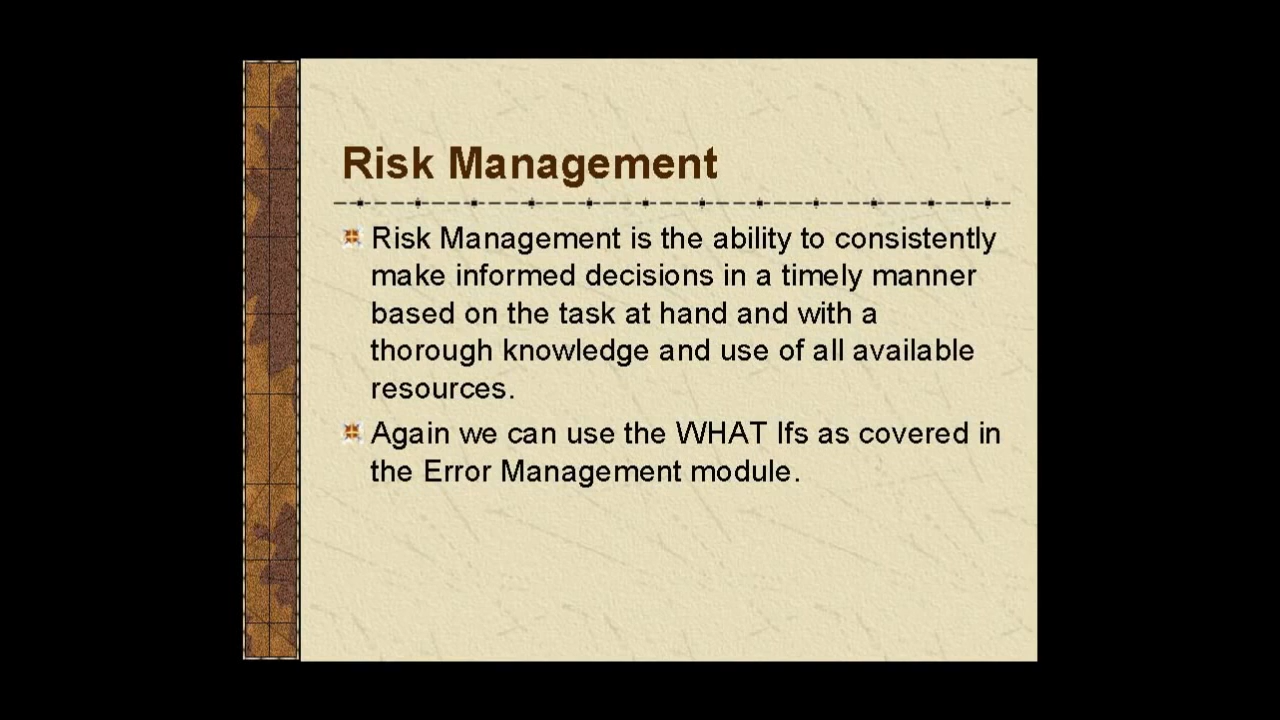 Risk Management
Risk Management is the ability to consistently
make informed decisions in a timely manner
based on the task at hand and with a
thorough knowledge and use of all available
resources.
Again we can use the WHAT Ifs as covered in
the Error Management module.